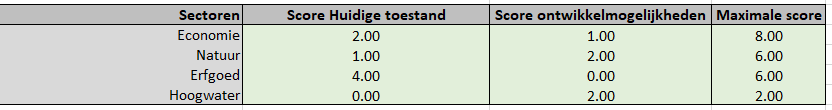 Sectoren Score Huidige toestand Score ontwikkelmogelijkheden Maximale score
Economie 2.00 1.00 8.00
Natuur 1.00 2.00 6.00
Erfgoed 4.00 0.00 6.00
Hoogwater 0.00 2.00 2.00